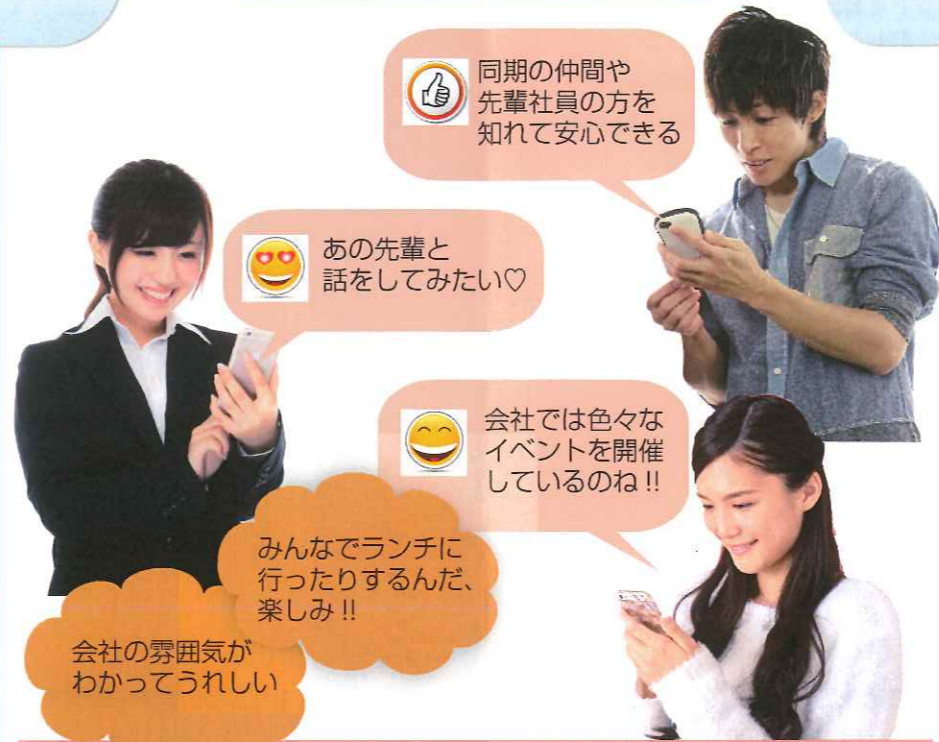 同期の仲間や
先輩社員の方を
知れて安心できる
あの先輩と
話をしてみたい♡
会社では色々な
イベントを開催
しているのね!!
みんなでランチに
行ったりするんだ、
楽しみ!!
会社の雰囲気が
わかってうれしい